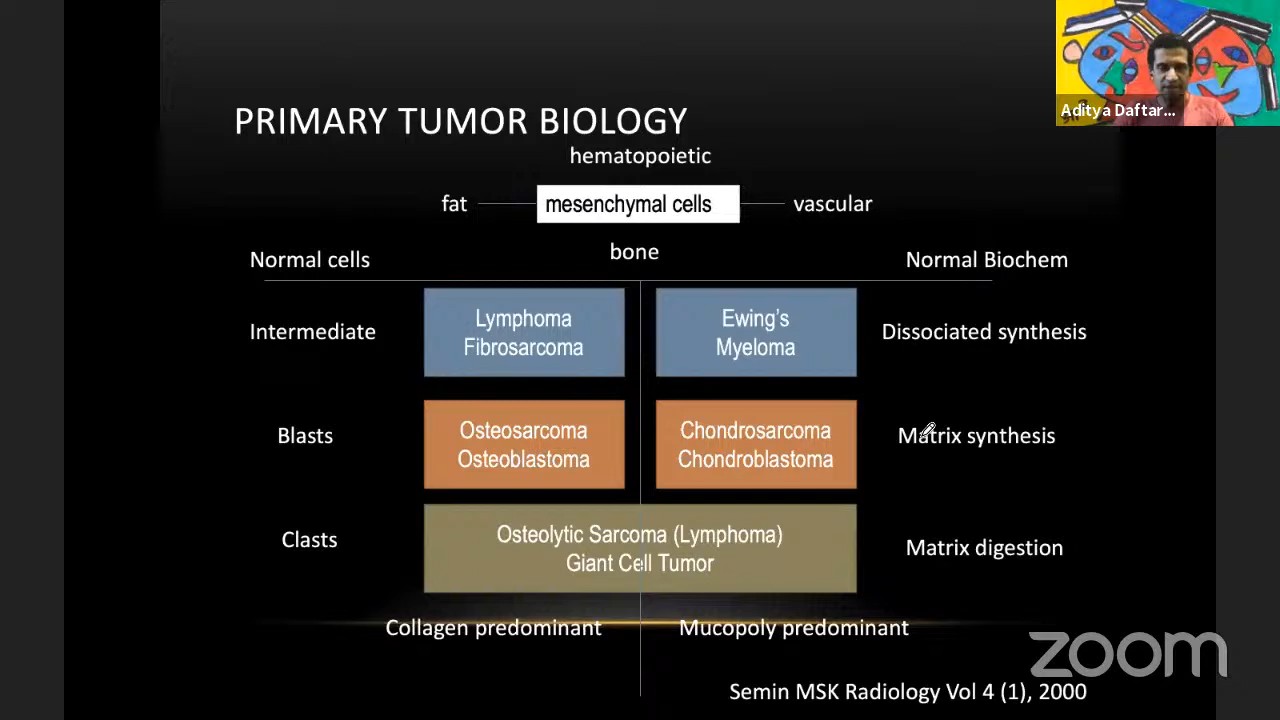 Aditya Daftar...
PRIMARY TUMOR BIOLOGY
hematopoietic
fat
mesenchymal cells
vascular
bone
Normal cells
Normal Biochem
Intermediate
Lymphoma
Fibrosarcoma
Ewing's
Myeloma
Dissociated synthesis
Blasts
Osteosarcoma
Osteoblastoma
Chondrosarcoma
Chondroblastoma
Matrix synthesis
Clasts
Osteolytic Sarcoma (Lymphoma)
Giant Cell Tumor
Matrix digestion
Collagen predominant
Mucopoly predominant
zoom
Semin MSK Radiology Vol 4 (1), 2000